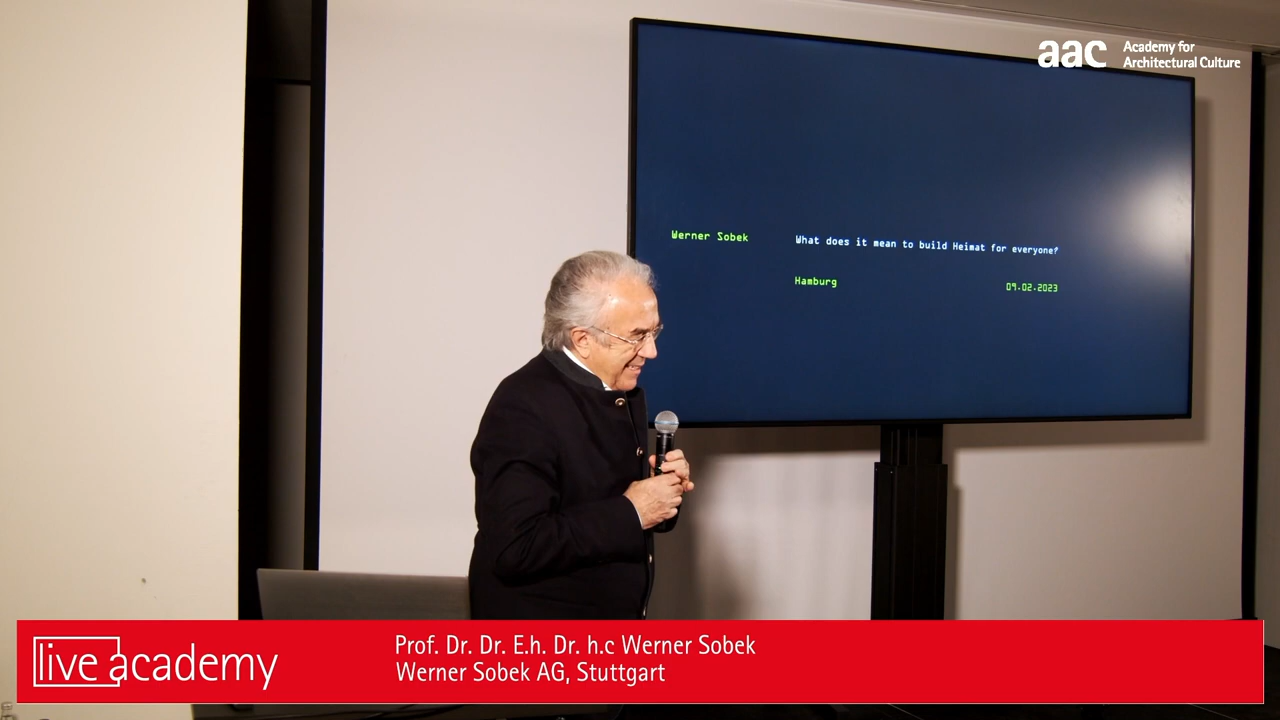 aac Academy for
Architectural Culture
Werner Sobek What does it mean to build Heimat for everyone?
Hamburg 09.02.2023
live academy
Prof. Dr. Dr. E.h. Dr. h.c Werner Sobek
Werner Sobek AG, Stuttgart